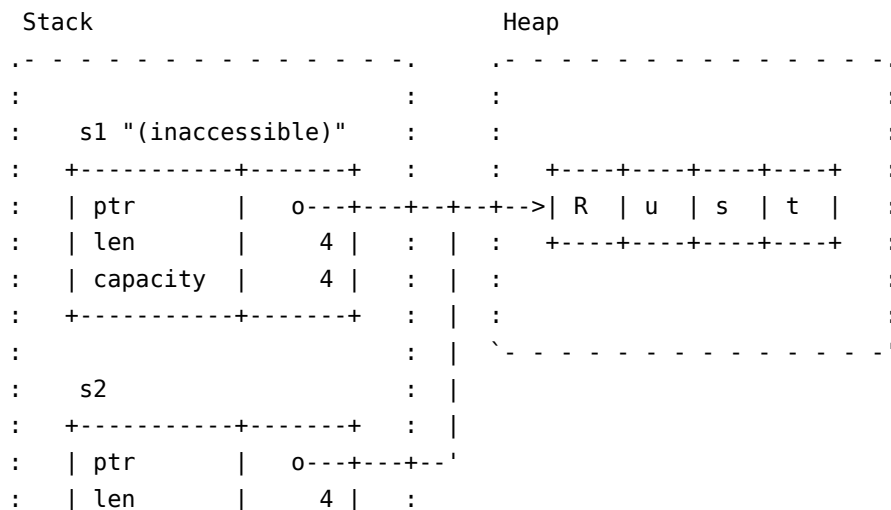 Stack                             Heap
.- - - - - - - - - - - - - -.     .- - - - - - - - - - - - - -.
:                           :     :                           :
:    s1 "(inaccessible)"    :     :                           :
:   +-----------+-------+   :     :   +----+----+----+----+   :
:   | ptr       |   o---+---+--+--+-->| R  | u  | s  | t  |   :
:   | len       |     4 |   :  |  :   +----+----+----+----+   :
:   | capacity  |     4 |   :  |  :                           :
:   +-----------+-------+   :  |  :                           :
:                           :  |  `- - - - - - - - - - - - - -'
:    s2                     :  |
:   +-----------+-------+   :  |
:   | ptr       |   o---+---+--'
:   | len       |     4 |   :